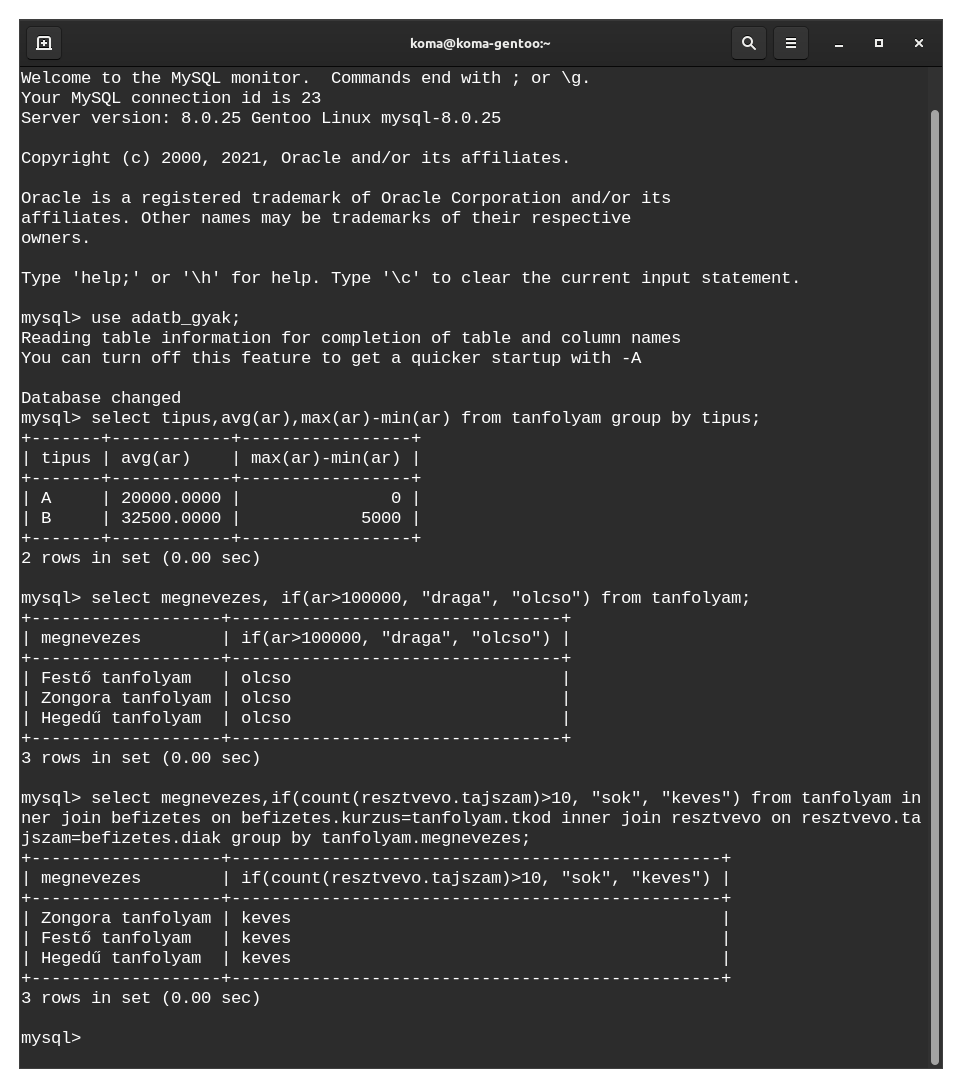 koma@koma-gentoo:~
Welcome to the MySQL monitor.  Commands end with ; or \g.
Your MySQL connection id is 23
Server version: 8.0.25 Gentoo Linux mysql-8.0.25

Copyright (c) 2000, 2021, Oracle and/or its affiliates.

Oracle is a registered trademark of Oracle Corporation and/or its
affiliates. Other names may be trademarks of their respective
owners.

Type 'help;' or '\h' for help. Type '\c' to clear the current input statement.

mysql> use adatb_gyak;
Reading table information for completion of table and column names
You can turn off this feature to get a quicker startup with -A

Database changed
mysql> select tipus,avg(ar),max(ar)-min(ar) from tanfolyam group by tipus;
+-------+------------+-----------------+
| tipus | avg(ar)    | max(ar)-min(ar) |
+-------+------------+-----------------+
| A     | 20000.0000 |               0 |
| B     | 32500.0000 |            5000 |
+-------+------------+-----------------+
2 rows in set (0.00 sec)

mysql> select megnevezes, if(ar>100000, "draga", "olcso") from tanfolyam;
+-------------------+---------------------------------+
| megnevezes        | if(ar>100000, "draga", "olcso") |
+-------------------+---------------------------------+
| Festő tanfolyam   | olcso                           |
| Zongora tanfolyam | olcso                           |
| Hegedű tanfolyam  | olcso                           |
+-------------------+---------------------------------+
3 rows in set (0.00 sec)

mysql> select megnevezes,if(count(resztvevo.tajszam)>10, "sok", "keves") from tanfolyam in
ner join befizetes on befizetes.kurzus=tanfolyam.tkod inner join resztvevo on resztvevo.ta
jszam=befizetes.diak group by tanfolyam.megnevezes;
+-------------------+-------------------------------------------------+
| megnevezes        | if(count(resztvevo.tajszam)>10, "sok", "keves") |
+-------------------+-------------------------------------------------+
| Zongora tanfolyam | keves                                           |
| Festő tanfolyam   | keves                                           |
| Hegedű tanfolyam  | keves                                           |
+-------------------+-------------------------------------------------+
3 rows in set (0.00 sec)

mysql>